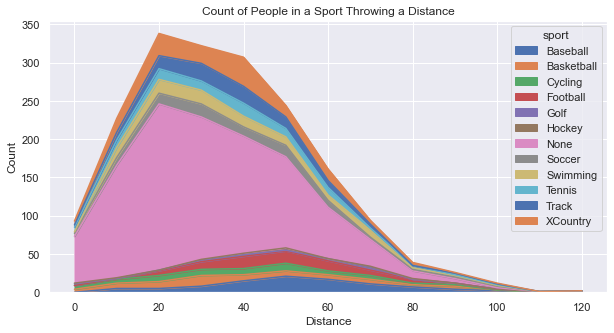 Count of People in a Sport Throwing a Distance
350
300
250
200
150
100
50
0
Count
0 20 40 60 80 100 120
Distance
sport
Baseball
Basketball
Cycling
Football
Golf
Hockey
None
Soccer
Swimming
Tennis
Track
XCountry